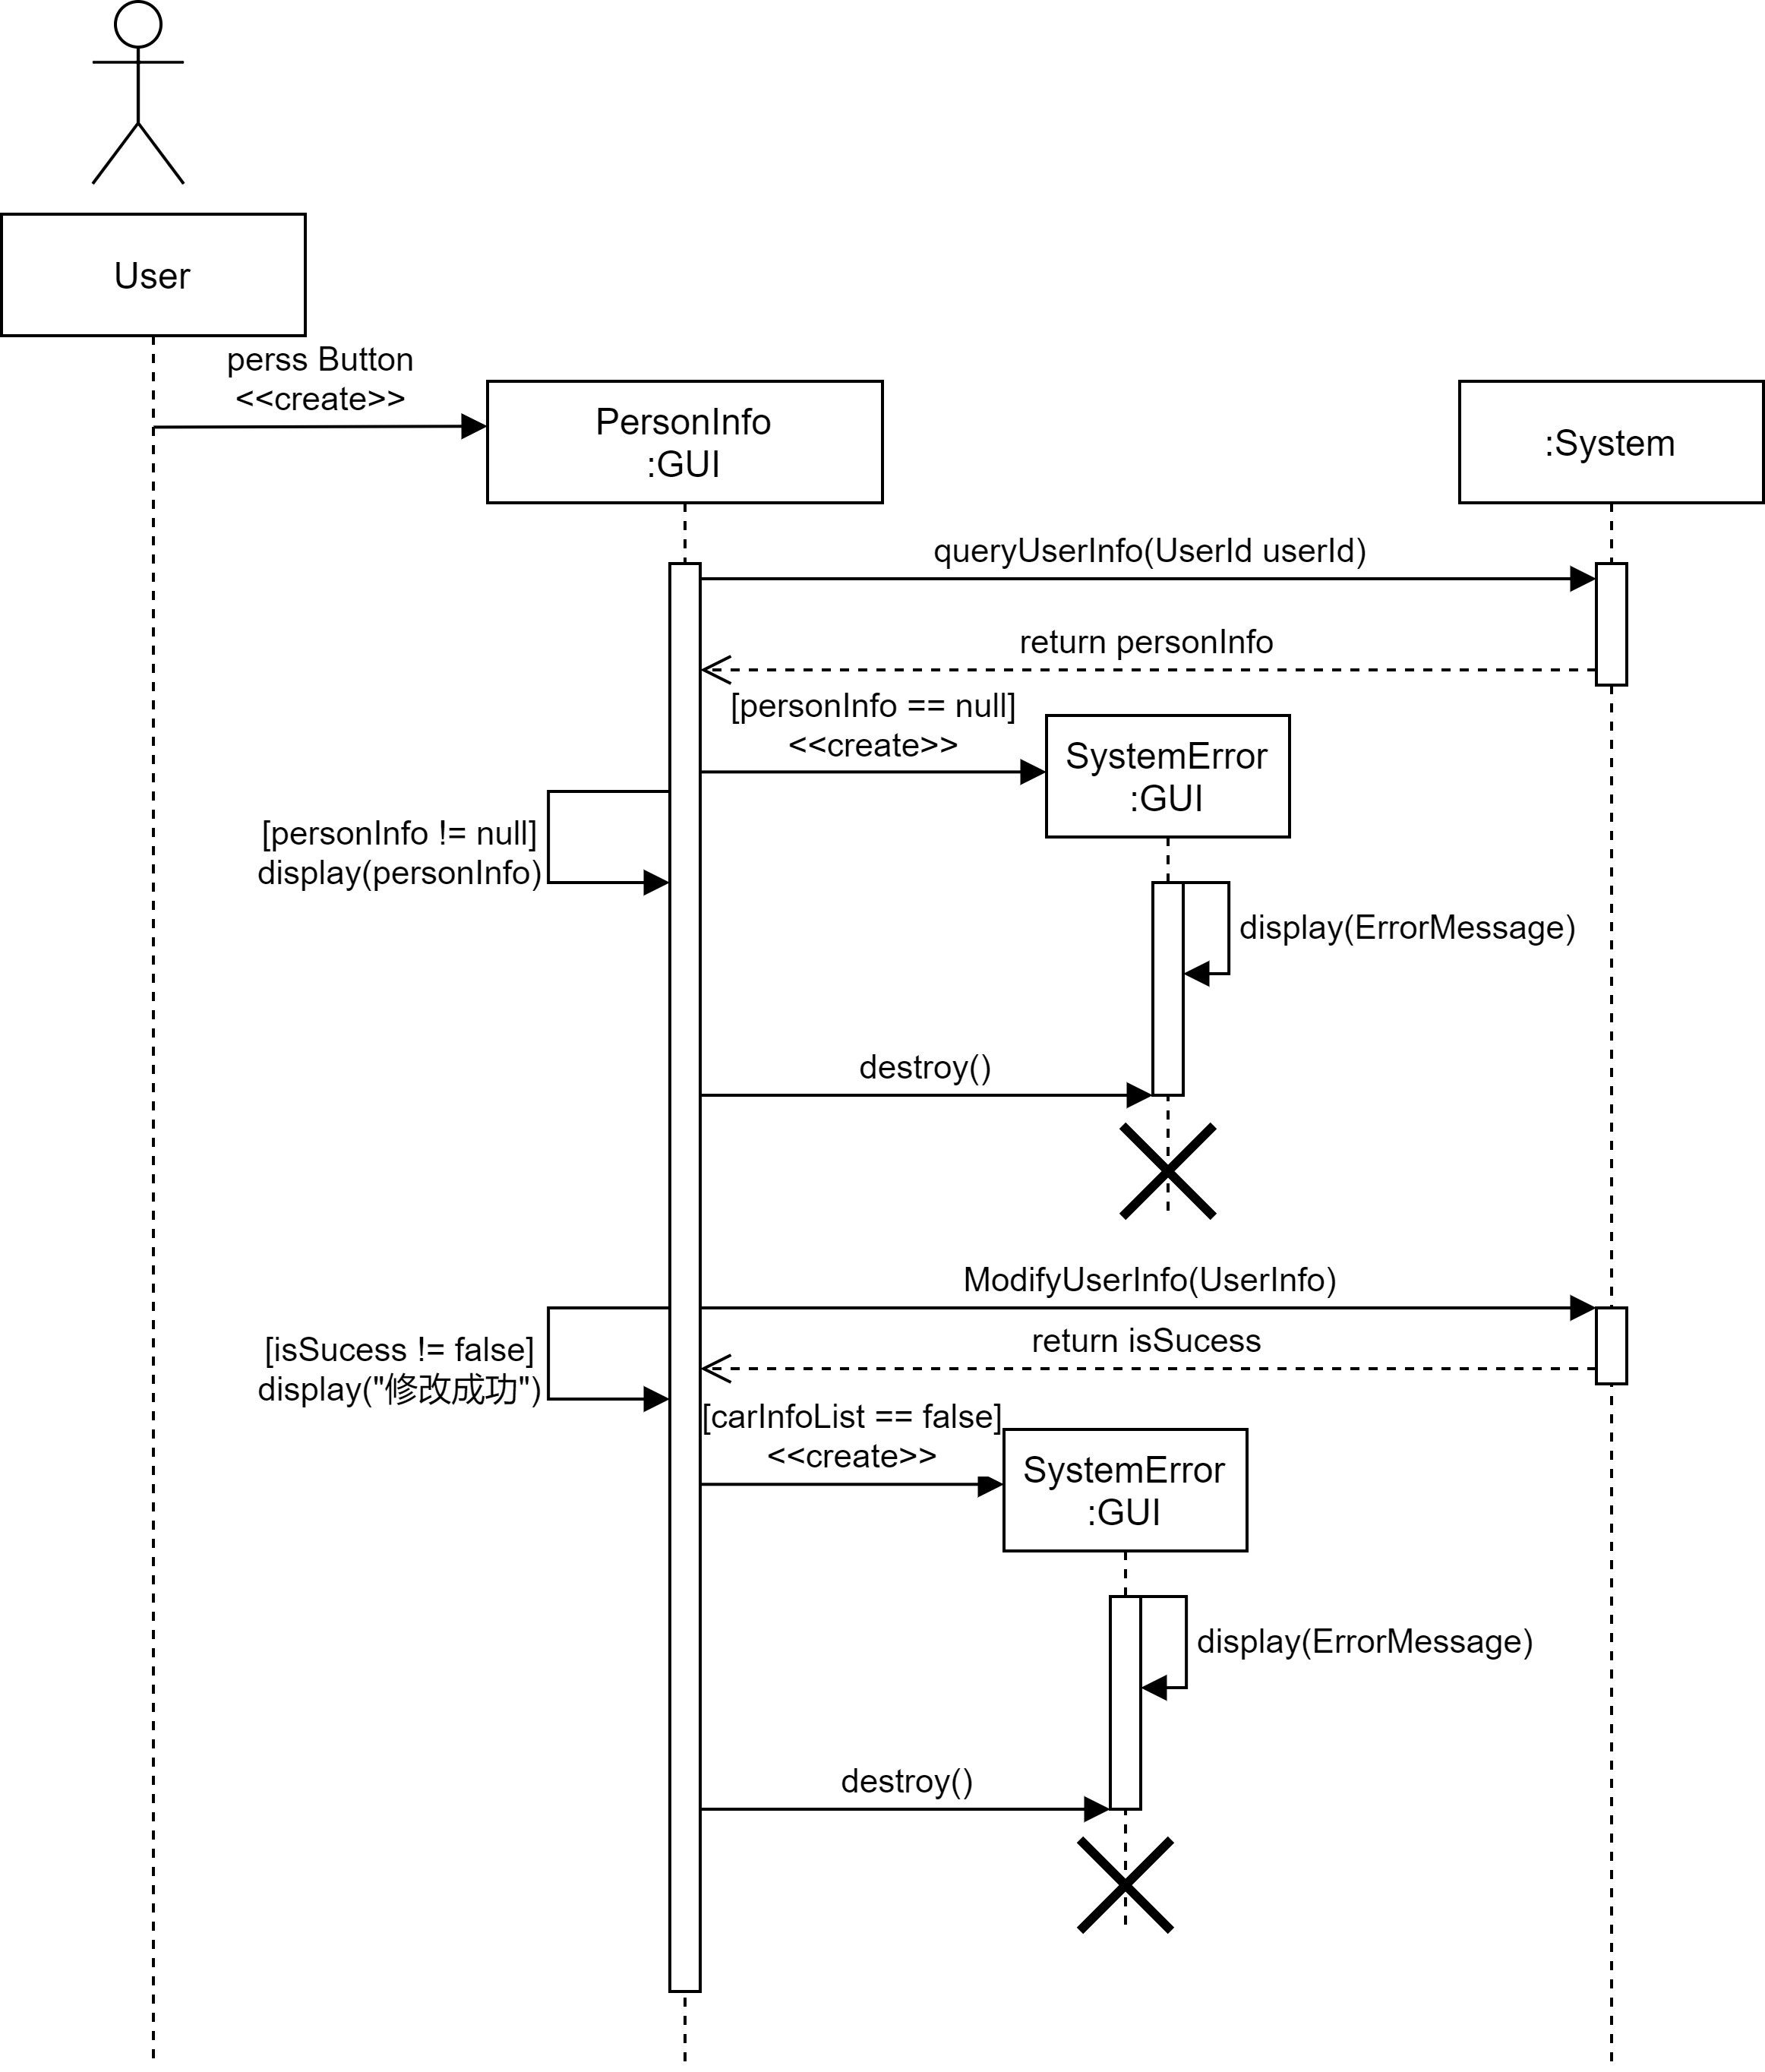 User
perss Button
<<create>>
PersonInfo
:GUI
:System
queryUserInfo(UserId userId)
return personInfo
[personInfo == null]
<<create>>
SystemError
:GUI
[personInfo != null]
display(personInfo)
display(ErrorMessage)
destroy()
ModifyUserInfo(UserInfo)
return isSucess
[isSucess != false]
display("修改成功")
[carInfoList == false]
<<create>>
SystemError
:GUI
display(ErrorMessage)
destroy()